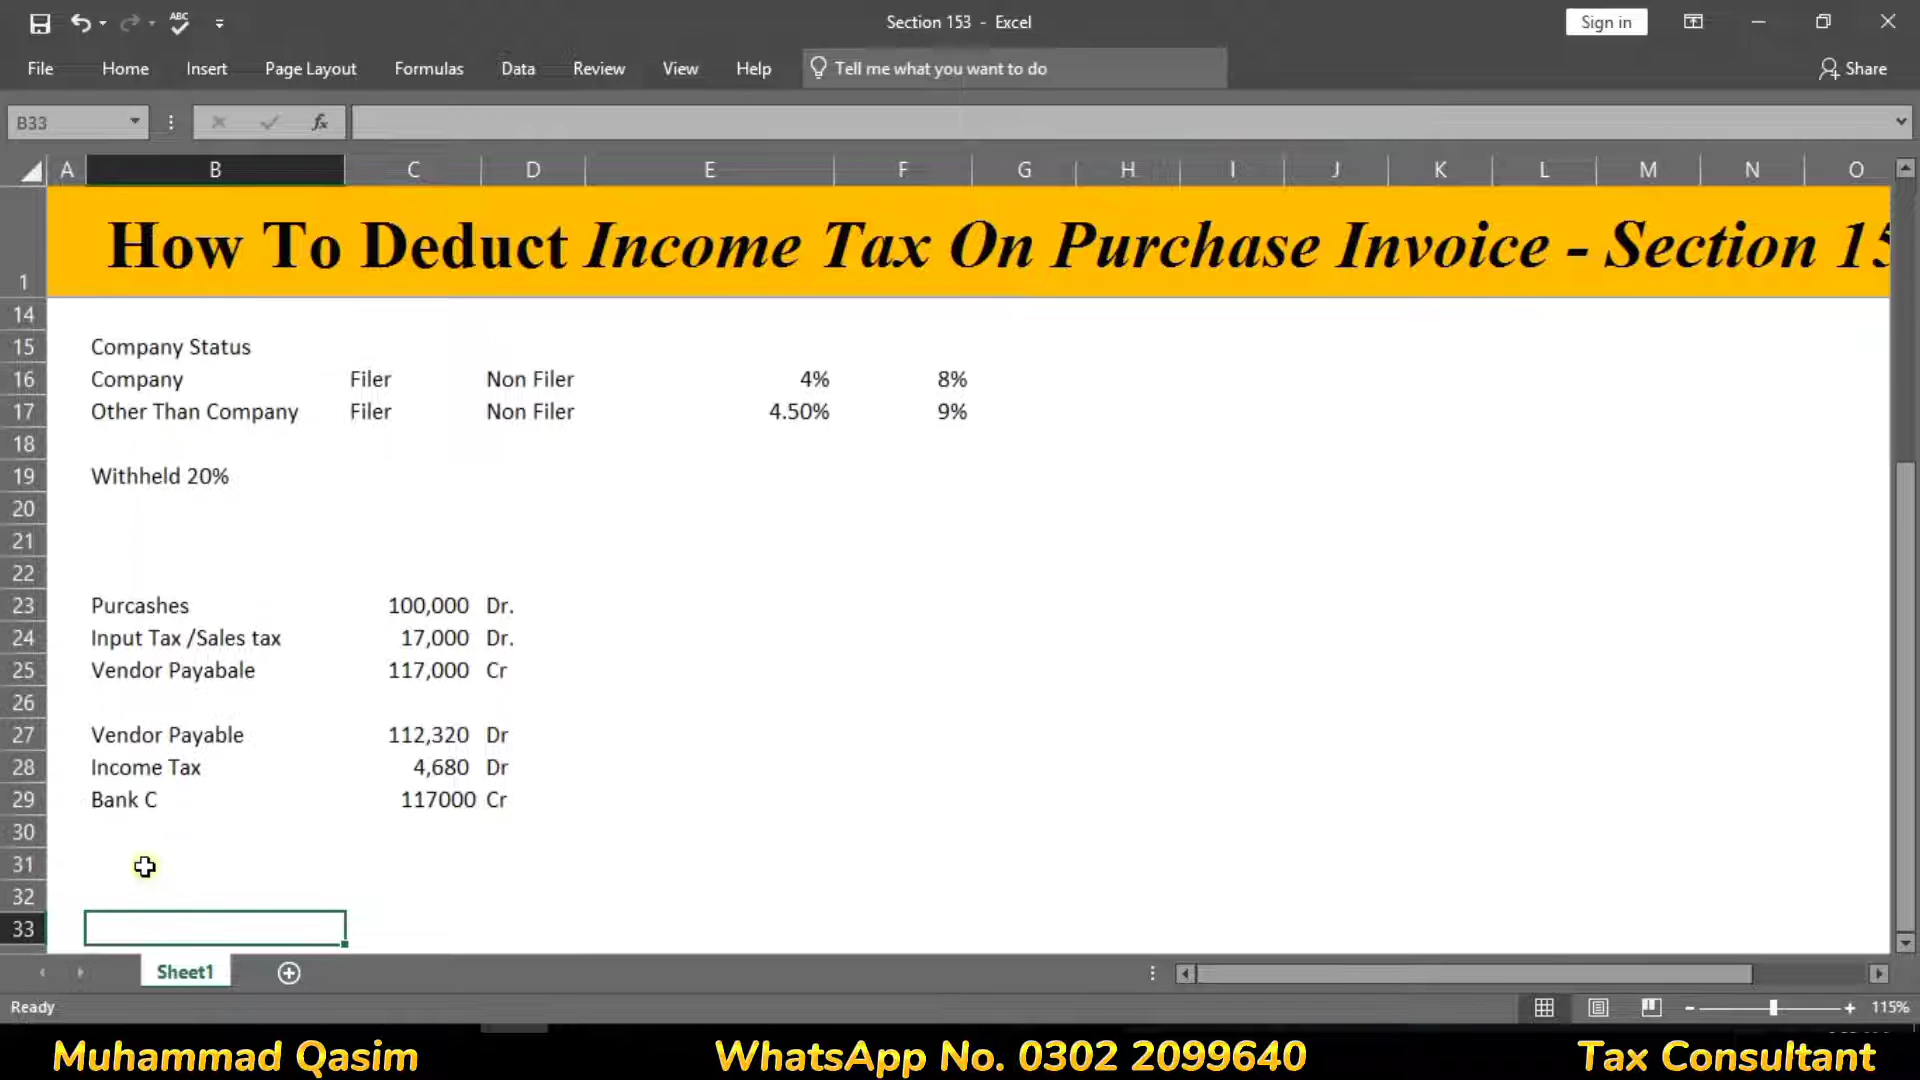 ABC
Section 153 - Excel
Sign in
File Home Insert Page Layout Formulas Data Review View Help Tell me what you want to do Share
B33 fx
A B C D E F G H I J K L M N O
1 How To Deduct Income Tax On Purchase Invoice - Section 15
14
15 Company Status
16 Company Filer Non Filer 4% 8%
17 Other Than Company Filer Non Filer 4.50% 9%
18
19 Withheld 20%
20
21
22
23 Purcashes 100,000 Dr.
24 Input Tax /Sales tax 17,000 Dr.
25 Vendor Payabale 117,000 Cr
26
27 Vendor Payable 112,320 Dr
28 Income Tax 4,680 Dr
29 Bank C 117000 Cr
30
31
32
33
Sheet1
Ready 115%
Muhammad Qasim WhatsApp No. 0302 2099640 Tax Consultant